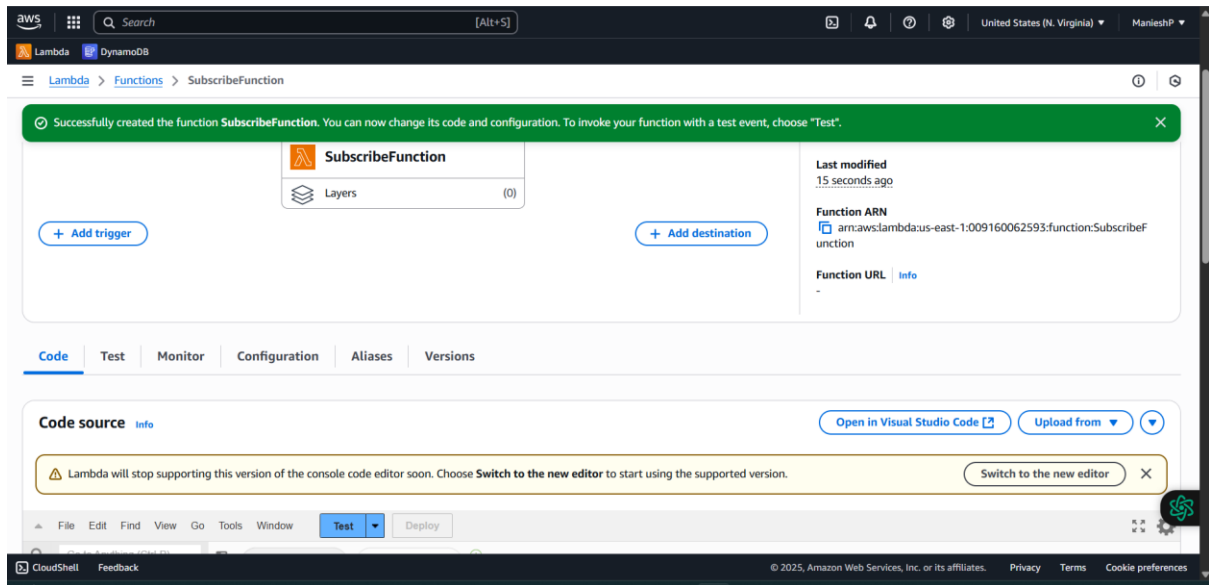 aws
Search [Alt+S]
United States (N. Virginia) ▼ ManieshP ▼
Lambda DynamoDB
Lambda > Functions > SubscribeFunction
Successfully created the function SubscribeFunction. You can now change its code and configuration. To invoke your function with a test event, choose "Test".
SubscribeFunction
Layers (0)
+ Add trigger
+ Add destination
Last modified
15 seconds ago
Function ARN
arn:aws:lambda:us-east-1:009160062593:function:SubscribeF
unction
Function URL Info
-
Code Test Monitor Configuration Aliases Versions
Code source Info
Open in Visual Studio Code Upload from ▼
Lambda will stop supporting this version of the console code editor soon. Choose Switch to the new editor to start using the supported version.
Switch to the new editor
File Edit Find View Go Tools Window Test Deploy
CloudShell Feedback © 2025, Amazon Web Services, Inc. or its affiliates. Privacy Terms Cookie preferences